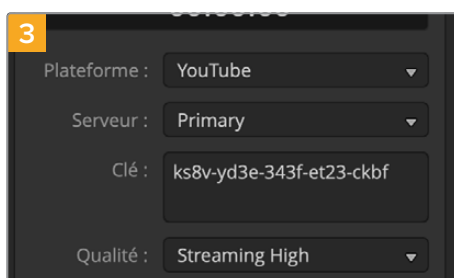 3
Plateforme : YouTube
Serveur : Primary
Clé : ks8v-yd3e-343f-et23-ckbf
Qualité : Streaming High